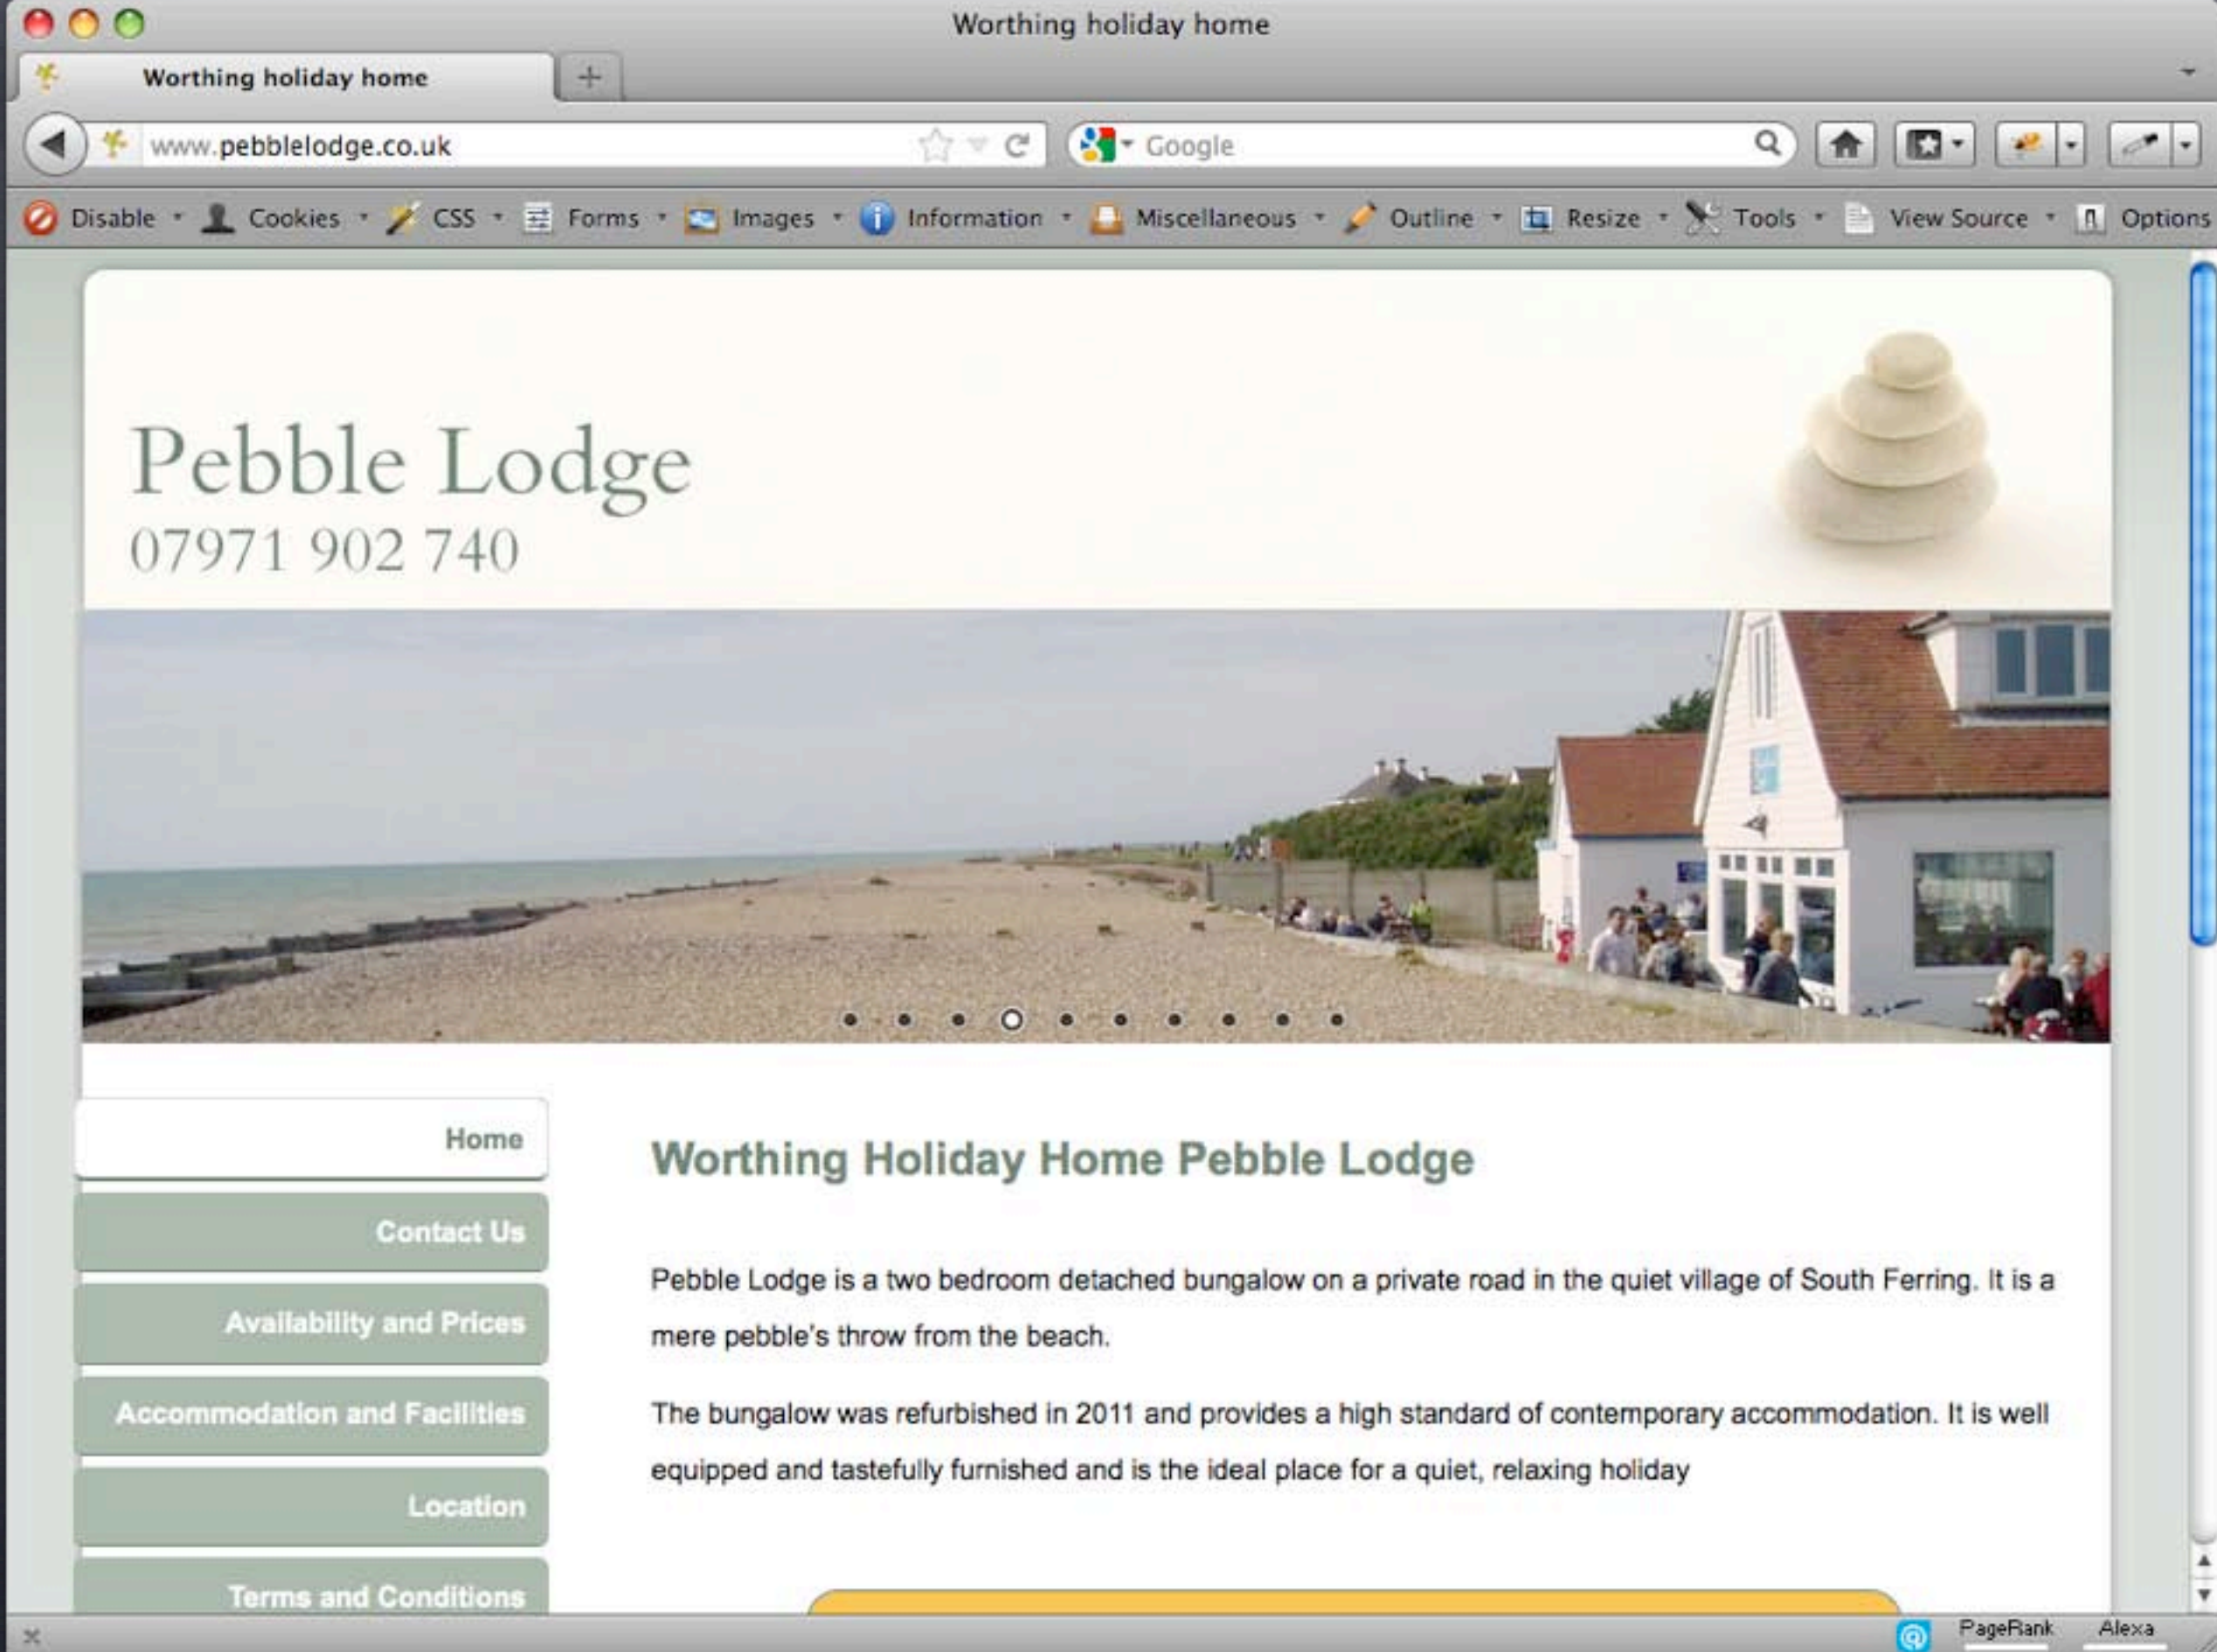 Worthing holiday home
Worthing holiday home
www.pebblelodge.co.uk
Google
Disable Cookies CSS Forms Images Information Miscellaneous Outline Resize Tools View Source Options
Pebble Lodge
07971 902 740
Home
Contact Us
Availability and Prices
Accommodation and Facilities
Location
Terms and Conditions
Worthing Holiday Home Pebble Lodge
Pebble Lodge is a two bedroom detached bungalow on a private road in the quiet village of South Ferring. It is a
mere pebble's throw from the beach.
The bungalow was refurbished in 2011 and provides a high standard of contemporary accommodation. It is well
equipped and tastefully furnished and is the ideal place for a quiet, relaxing holiday
PageRank Alexa